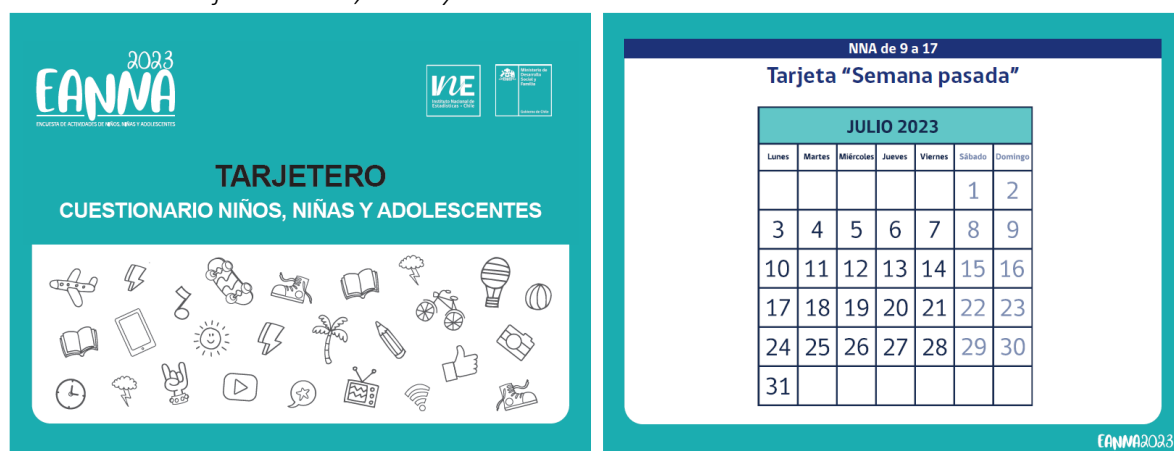 2023
EANNA
ENCUESTA DE ACTIVIDADES DE NIÑOS, NIÑAS Y ADOLESCENTES
INE
Instituto Nacional de
Estadísticas - Chile
Ministerio de
Desarrollo
Social y
Familia
Gobierno de Chile
TARJETERO
CUESTIONARIO NIÑOS, NIÑAS Y ADOLESCENTES
NNA de 9 a 17
Tarjeta “Semana pasada”
JULIO 2023
Lunes Martes Miércoles Jueves Viernes Sábado Domingo
1 2
3 4 5 6 7 8 9
10 11 12 13 14 15 16
17 18 19 20 21 22 23
24 25 26 27 28 29 30
31
EANNA2023